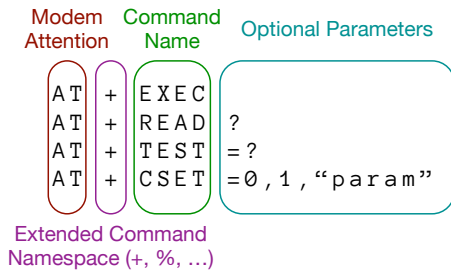 Modem Attention
Command Name
Optional Parameters
AT + EXEC
AT + READ ?
AT + TEST =?
AT + CSET =0,1,“param”
Extended Command
Namespace (+, %, ...)